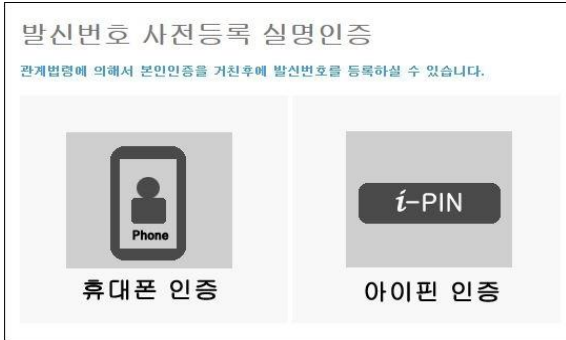 발신번호 사전등록 실명인증
관계법령에 의해서 본인인증을 거친후에 발신번호를 등록하실 수 있습니다.
Phone
i-PIN
휴대폰 인증
아이핀 인증